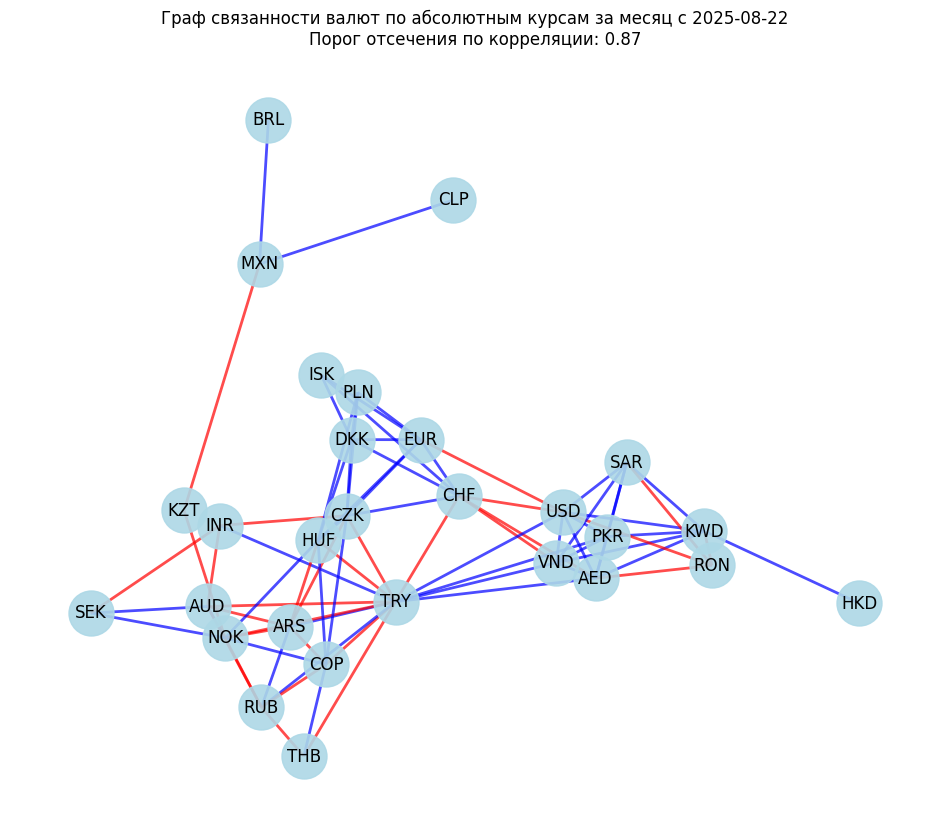 Граф связанности валют по абсолютным курсам за месяц с 2025-08-22
Порог отсечения по корреляции: 0.87
BRL
CLP
MXN
ISK
PLN
DKK
EUR
SAR
CHF
KZT
USD
CZK
INR
KWD
PKR
HUF
VND
RON
AED
TRY
HKD
AUD
SEK
ARS
NOK
COP
RUB
THB